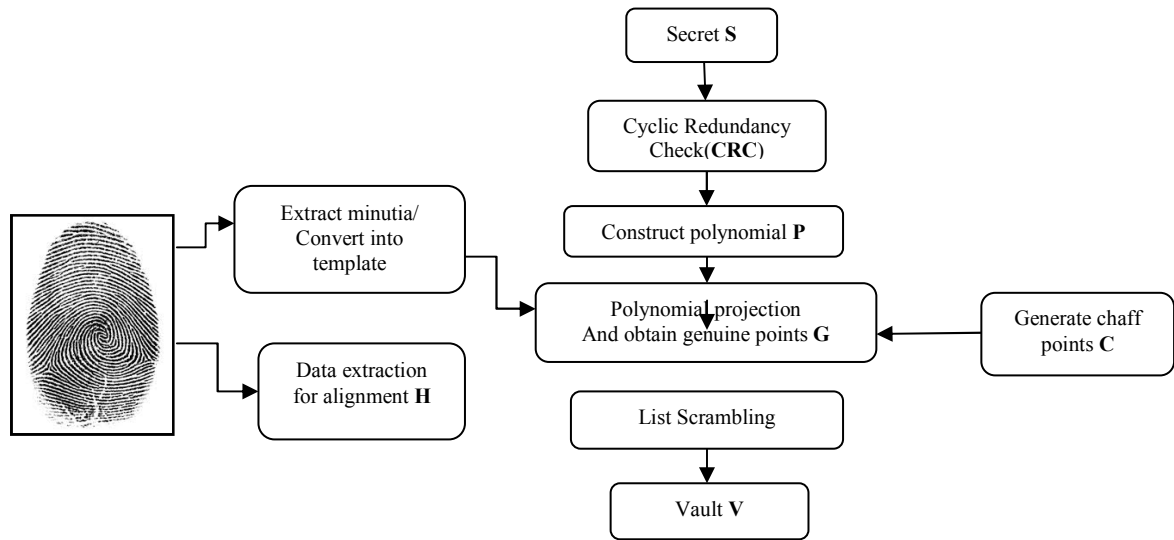 Secret S
Cyclic Redundancy
Check(CRC)
Extract minutia/
Convert into
template
Construct polynomial P
Polynomial projection
And obtain genuine points G
Generate chaff
points C
Data extraction
for alignment H
List Scrambling
Vault V